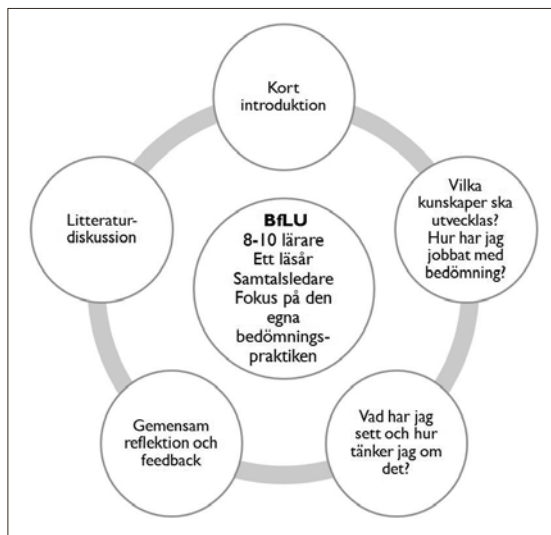 Kort
introduktion
Vilka
kunskaper ska
utvecklas?
Hur har jag
jobbat med
bedömning?
Vad har jag
sett och hur
tänker jag om
det?
Gemensam
reflektion och
feedback
Litteratur-
diskussion
BfLU
8-10 lärare
Ett läsår
Samtalsledare
Fokus på den
egna
bedömnings-
praktiken